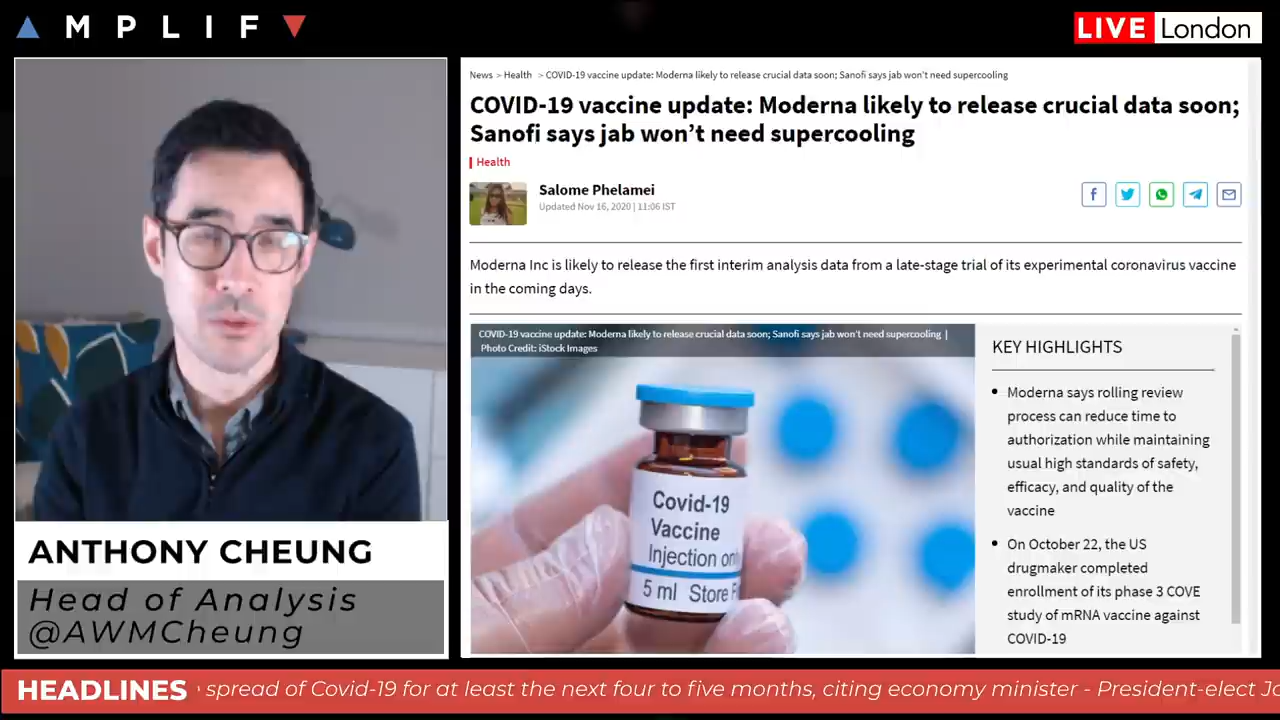 AMPLIFY
LIVE London
News > Health > COVID-19 vaccine update: Moderna likely to release crucial data soon; Sanofi says jab won't need supercooling
COVID-19 vaccine update: Moderna likely to release crucial data soon;
Sanofi says jab won't need supercooling
Health
Salome Phelamei
Updated Nov 16, 2020 | 11:06 IST
Moderna Inc is likely to release the first interim analysis data from a late-stage trial of its experimental coronavirus vaccine
in the coming days.
COVID-19 vaccine update: Moderna likely to release crucial data soon; Sanofi says jab won't need supercooling |
Photo Credit: iStock Images
Covid-19
Vaccine
Injection on
5 ml Store
KEY HIGHLIGHTS
Moderna says rolling review
process can reduce time to
authorization while maintaining
usual high standards of safety,
efficacy, and quality of the
vaccine
On October 22, the US
drugmaker completed
enrollment of its phase 3 COVE
study of mRNA vaccine against
COVID-19
ANTHONY CHEUNG
Head of Analysis
@AWMCheung
HEADLINES spread of Covid-19 for at least the next four to five months, citing economy minister - President-elect Jo